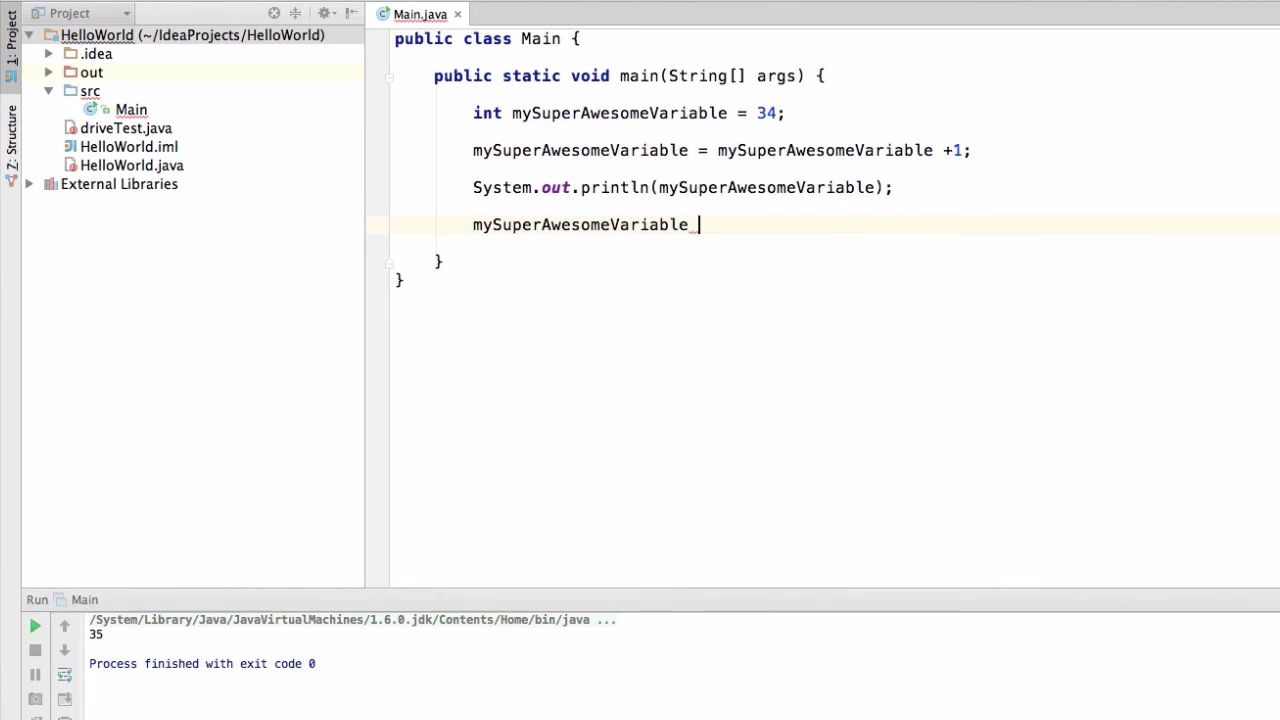 1: Project
Z: Structure
Project
HelloWorld (~/IdeaProjects/HelloWorld)
.idea
out
src
Main
driveTest.java
HelloWorld.iml
HelloWorld.java
External Libraries
Main.java
public class Main {
public static void main(String[] args) {
int mySuperAwesomeVariable = 34;
mySuperAwesomeVariable = mySuperAwesomeVariable +1;
System.out.println(mySuperAwesomeVariable);
mySuperAwesomeVariable
}
}
Run Main
/System/Library/Java/JavaVirtualMachines/1.6.0.jdk/Contents/Home/bin/java ...
35
Process finished with exit code 0